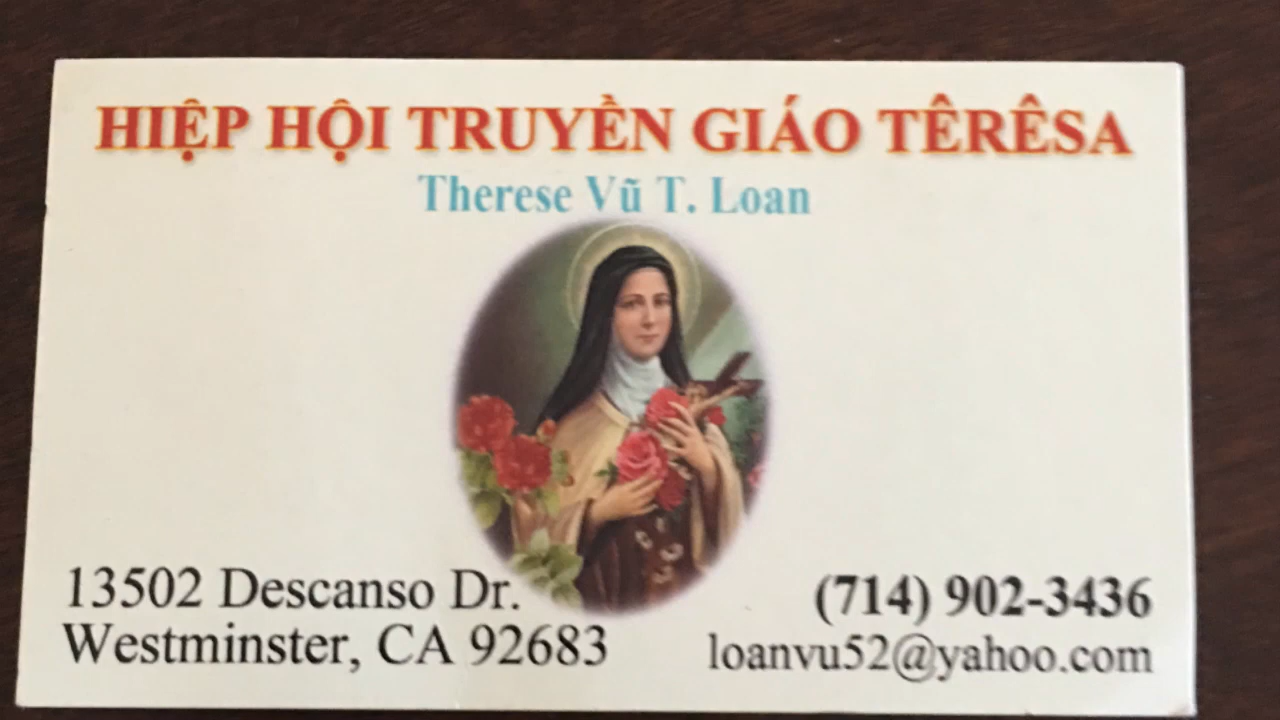 HIỆP HỘI TRUYỀN GIÁO TÊRÊSA
Therese Vũ T. Loan
13502 Descanso Dr.
Westminster, CA 92683
(714) 902-3436
loanvu52@yahoo.com